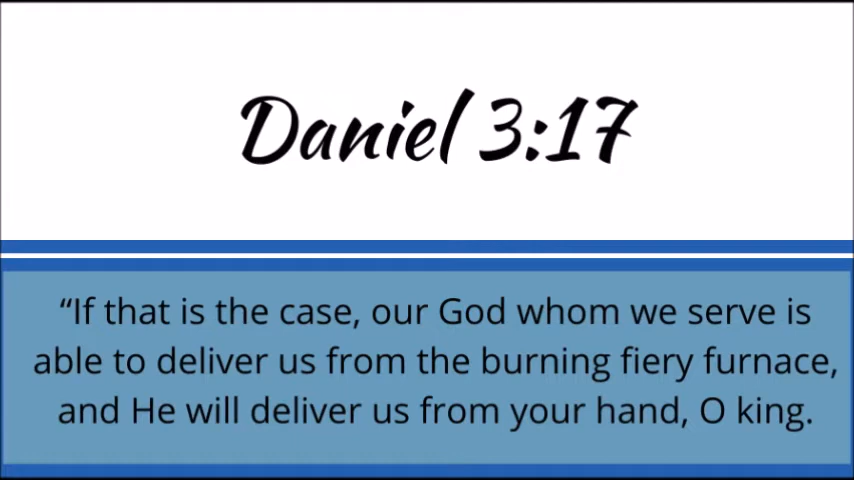 Daniel 3:17
“If that is the case, our God whom we serve is
able to deliver us from the burning fiery furnace,
and He will deliver us from your hand, O king.